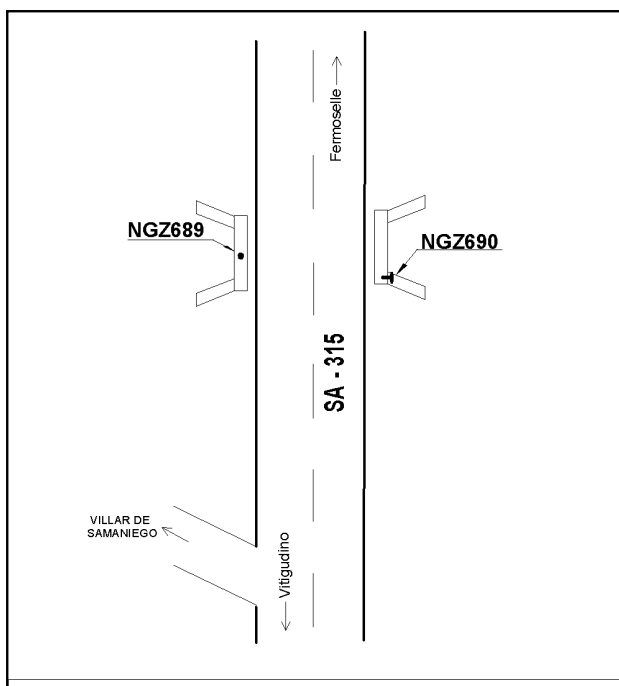 Fermoselle
NGZ689
NGZ690
SA - 315
VILLAR DE
SAMANIEGO
Vitigudino